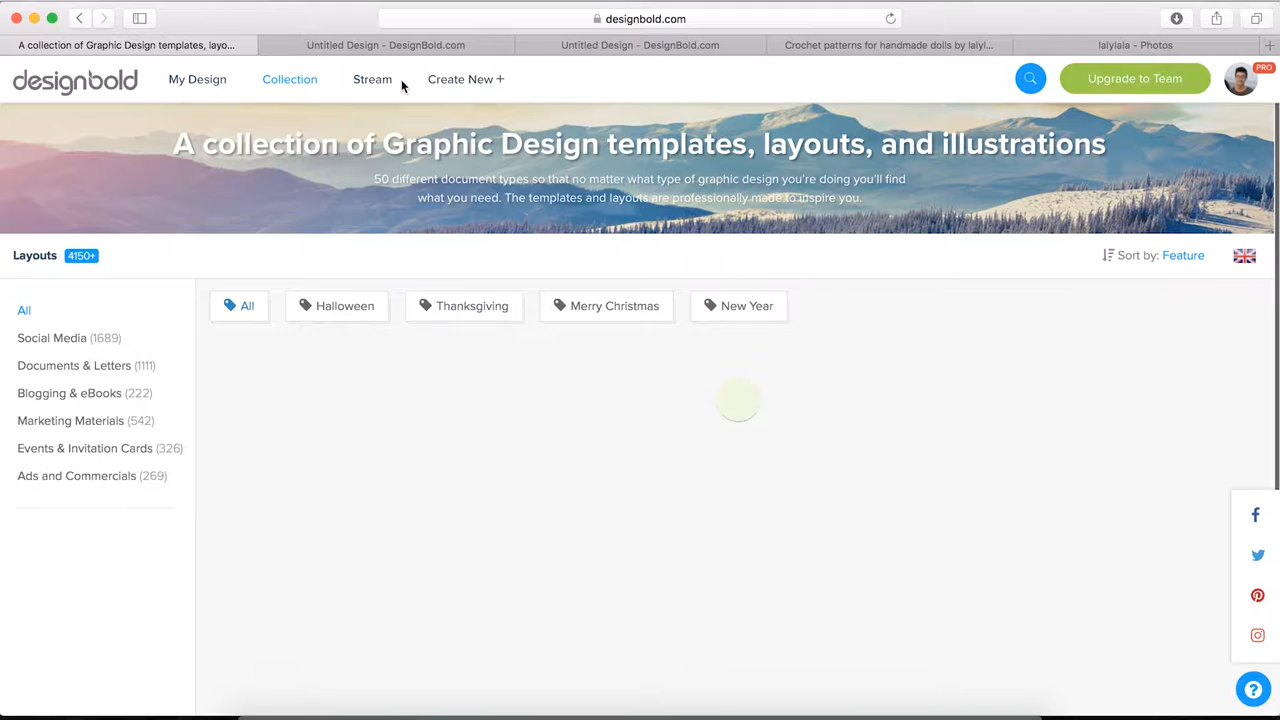 designbold.com
A collection of Graphic Design templates, layo...
Untitled Design - DesignBold.com
Untitled Design - DesignBold.com
Crochet patterns for handmade dolls by lalyl...
lalylala - Photos
designbold
My Design
Collection
Stream
Create New +
Upgrade to Team
PRO
A collection of Graphic Design templates, layouts, and illustrations
50 different document types so that no matter what type of graphic design you're doing you'll find
what you need. The templates and layouts are professionally made to inspire you.
Layouts 4150+
Sort by: Feature
All
Social Media (1689)
Documents & Letters (1111)
Blogging & eBooks (222)
Marketing Materials (542)
Events & Invitation Cards (326)
Ads and Commercials (269)
All
Halloween
Thanksgiving
Merry Christmas
New Year